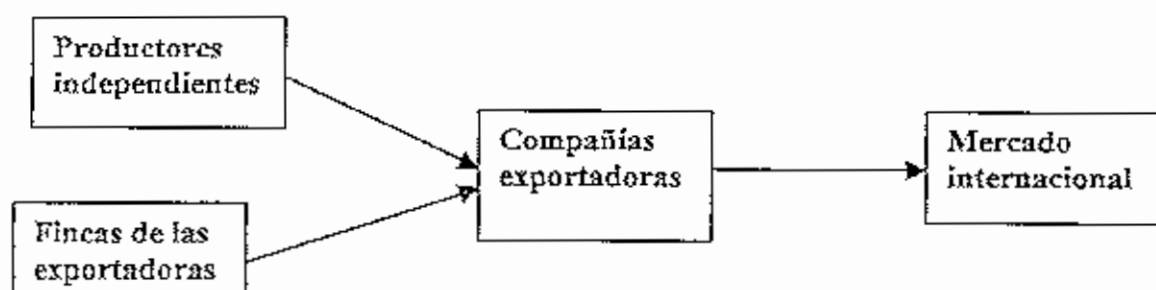 Productores
independientes
Compañías
exportadoras
Mercado
internacional
Fincas de las
exportadoras